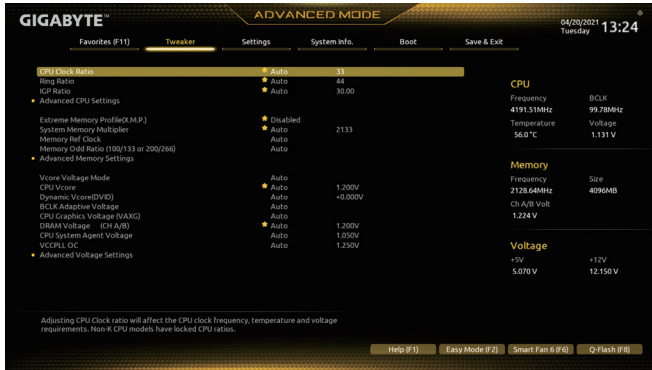 GIGABYTE™
ADVANCED MODE
04/20/2021
Tuesday
13:24
Favorites (F11) Tweaker Settings System Info. Boot Save & Exit
CPU Clock Ratio Auto 33
Ring Ratio Auto 44
IGP Ratio Auto 30.00
Advanced CPU Settings
Extreme Memory Profile(X.M.P.) Disabled
System Memory Multiplier Auto 2133
Memory Ref Clock Auto
Memory Odd Ratio (100/133 or 200/266) Auto
Advanced Memory Settings
Vcore Voltage Mode Auto
CPU Vcore Auto 1.200V
Dynamic Vcore(DVID) Auto +0.000V
BCLK Adaptive Voltage Auto
CPU Graphics Voltage (VAXG) Auto
DRAM Voltage (CH A/B) Auto 1.200V
CPU System Agent Voltage Auto 1.050V
VCCPLL OC Auto 1.250V
Advanced Voltage Settings
CPU
Frequency BCLK
4191.51MHz 99.78MHz
Temperature Voltage
56.0 °C 1.131 V
Memory
Frequency Size
2128.64MHz 4096MB
Ch A/B Volt
1.224 V
Voltage
+5V +12V
5.070 V 12.150 V
Adjusting CPU Clock ratio will affect the CPU clock frequency, temperature and voltage
requirements. Non-K CPU models have locked CPU ratios.
Help (F1) Easy Mode (F2) Smart Fan 6 (F6) Q-Flash (F8)